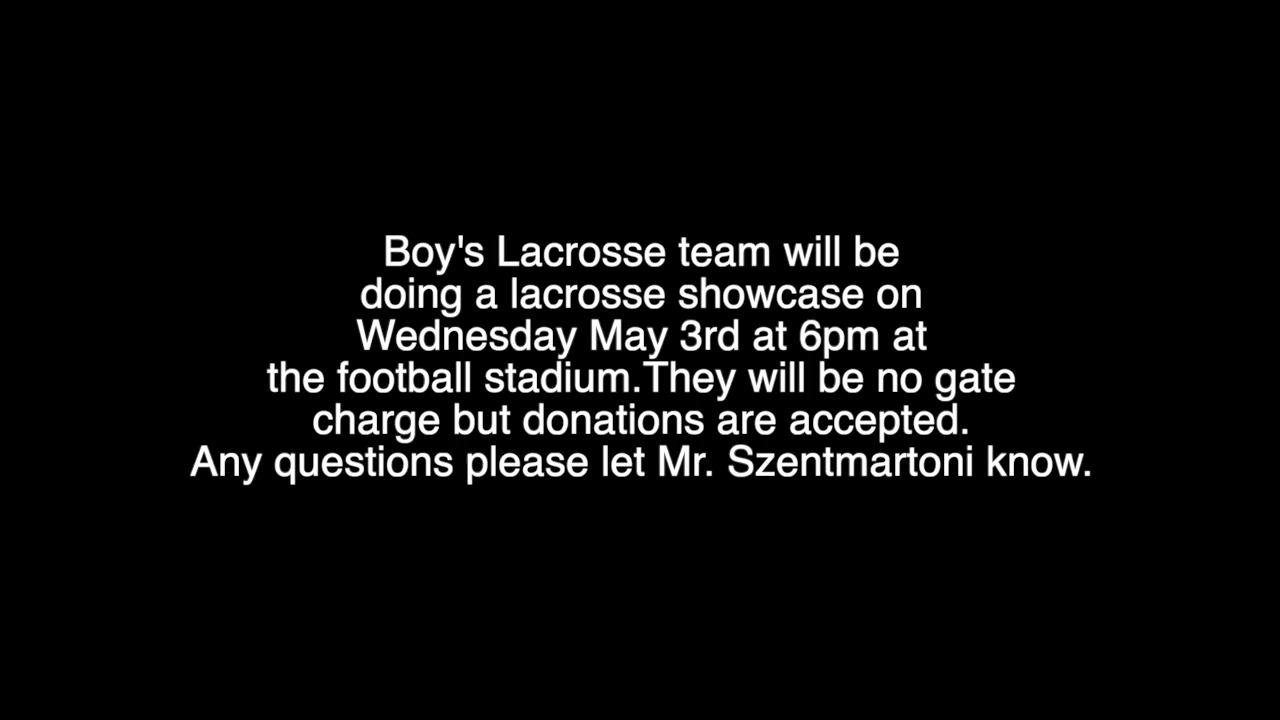 Boy's Lacrosse team will be
doing a lacrosse showcase on
Wednesday May 3rd at 6pm at
the football stadium.They will be no gate
charge but donations are accepted.
Any questions please let Mr. Szentmartoni know.